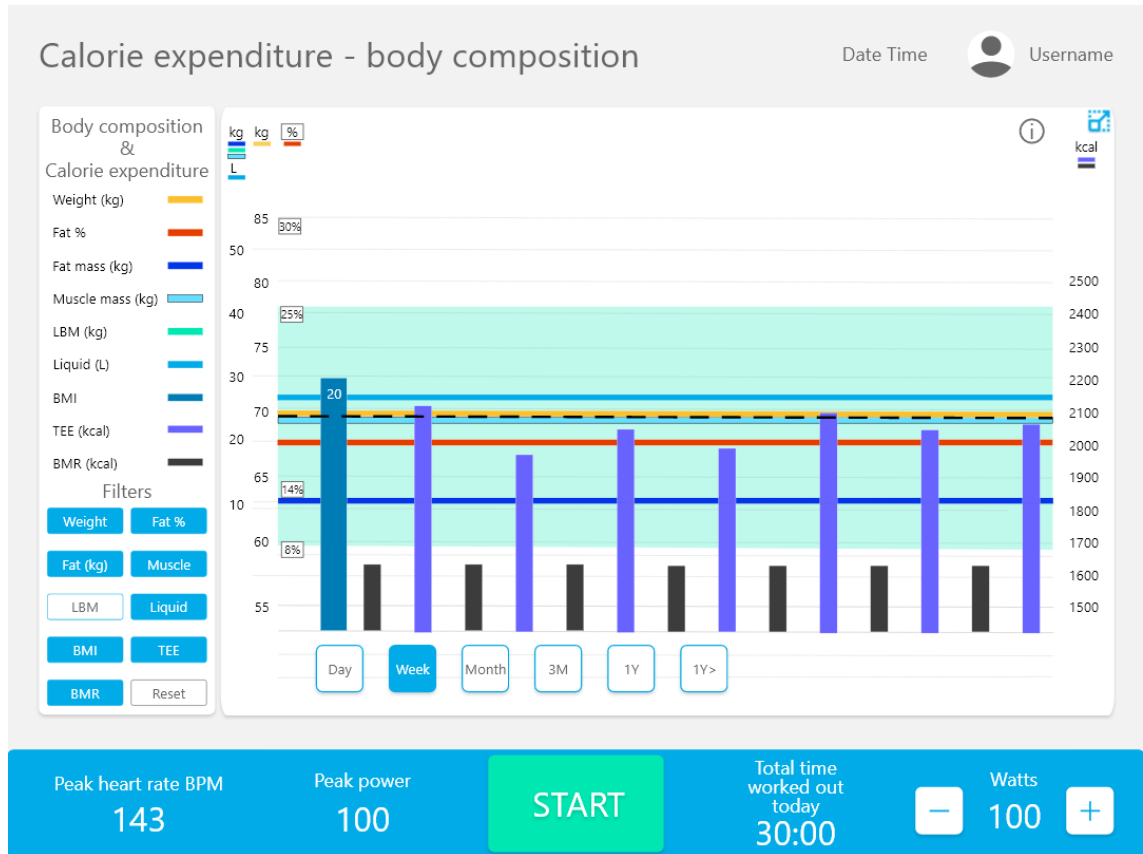 Calorie expenditure - body composition
Date Time
Username
Body composition
&
Calorie expenditure
Weight (kg)
Fat %
Fat mass (kg)
Muscle mass (kg)
LBM (kg)
Liquid (L)
BMI
TEE (kcal)
BMR (kcal)
Filters
Weight Fat %
Fat (kg) Muscle
LBM Liquid
BMI TEE
BMR Reset
kg kg %
L
i
kcal
85 30%
50
80
40 25%
75
30
70
20
65 14%
10
60 8%
55
20
2500
2400
2300
2200
2100
2000
1900
1800
1700
1600
1500
Day Week Month 3M 1Y 1Y>
Peak heart rate BPM
143
Peak power
100
START
Total time
worked out
today
30:00
Watts
− 100 +